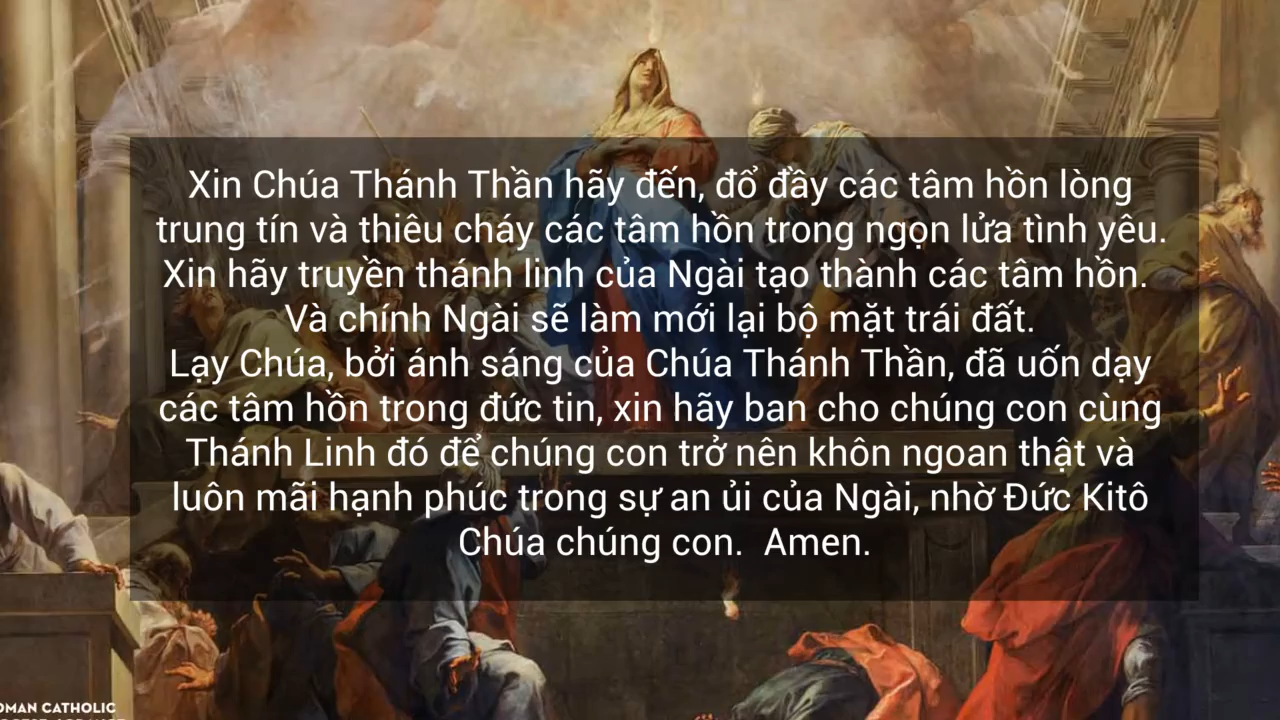 Xin Chúa Thánh Thần hãy đến, đổ đầy các tâm hồn lòng
trung tín và thiêu cháy các tâm hồn trong ngọn lửa tình yêu.
Xin hãy truyền thánh linh của Ngài tạo thành các tâm hồn.
Và chính Ngài sẽ làm mới lại bộ mặt trái đất.
Lạy Chúa, bởi ánh sáng của Chúa Thánh Thần, đã uốn dạy
các tâm hồn trong đức tin, xin hãy ban cho chúng con cùng
Thánh Linh đó để chúng con trở nên khôn ngoan thật và
luôn mãi hạnh phúc trong sự an ủi của Ngài, nhờ Đức Kitô
Chúa chúng con.  Amen.
OMAN CATHOLIC